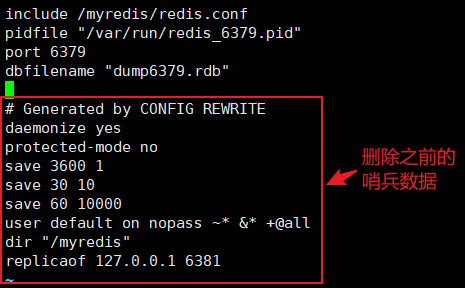 include /myredis/redis.conf
pidfile "/var/run/redis_6379.pid"
port 6379
dbfilename "dump6379.rdb"
# Generated by CONFIG REWRITE
daemonize yes
protected-mode no
save 3600 1
save 30 10
save 60 10000
user default on nopass ~* &* +@all
dir "/myredis"
replicaof 127.0.0.1 6381
~
删除之前的
哨兵数据